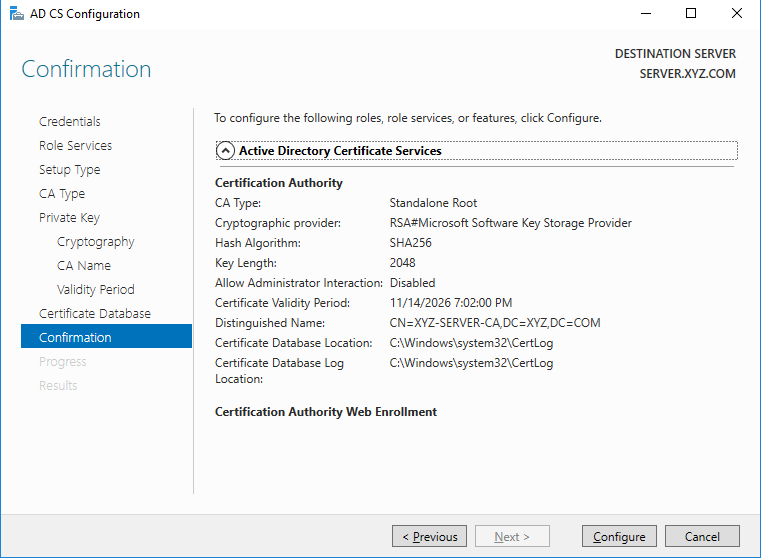 AD CS Configuration
Confirmation
DESTINATION SERVER
SERVER.XYZ.COM
Credentials
Role Services
Setup Type
CA Type
Private Key
Cryptography
CA Name
Validity Period
Certificate Database
Confirmation
Progress
Results
To configure the following roles, role services, or features, click Configure.
Active Directory Certificate Services
Certification Authority
CA Type: Standalone Root
Cryptographic provider: RSA#Microsoft Software Key Storage Provider
Hash Algorithm: SHA256
Key Length: 2048
Allow Administrator Interaction: Disabled
Certificate Validity Period: 11/14/2026 7:02:00 PM
Distinguished Name: CN=XYZ-SERVER-CA,DC=XYZ,DC=COM
Certificate Database Location: C:\Windows\system32\CertLog
Certificate Database Log C:\Windows\system32\CertLog
Location:
Certification Authority Web Enrollment
< Previous Next > Configure Cancel